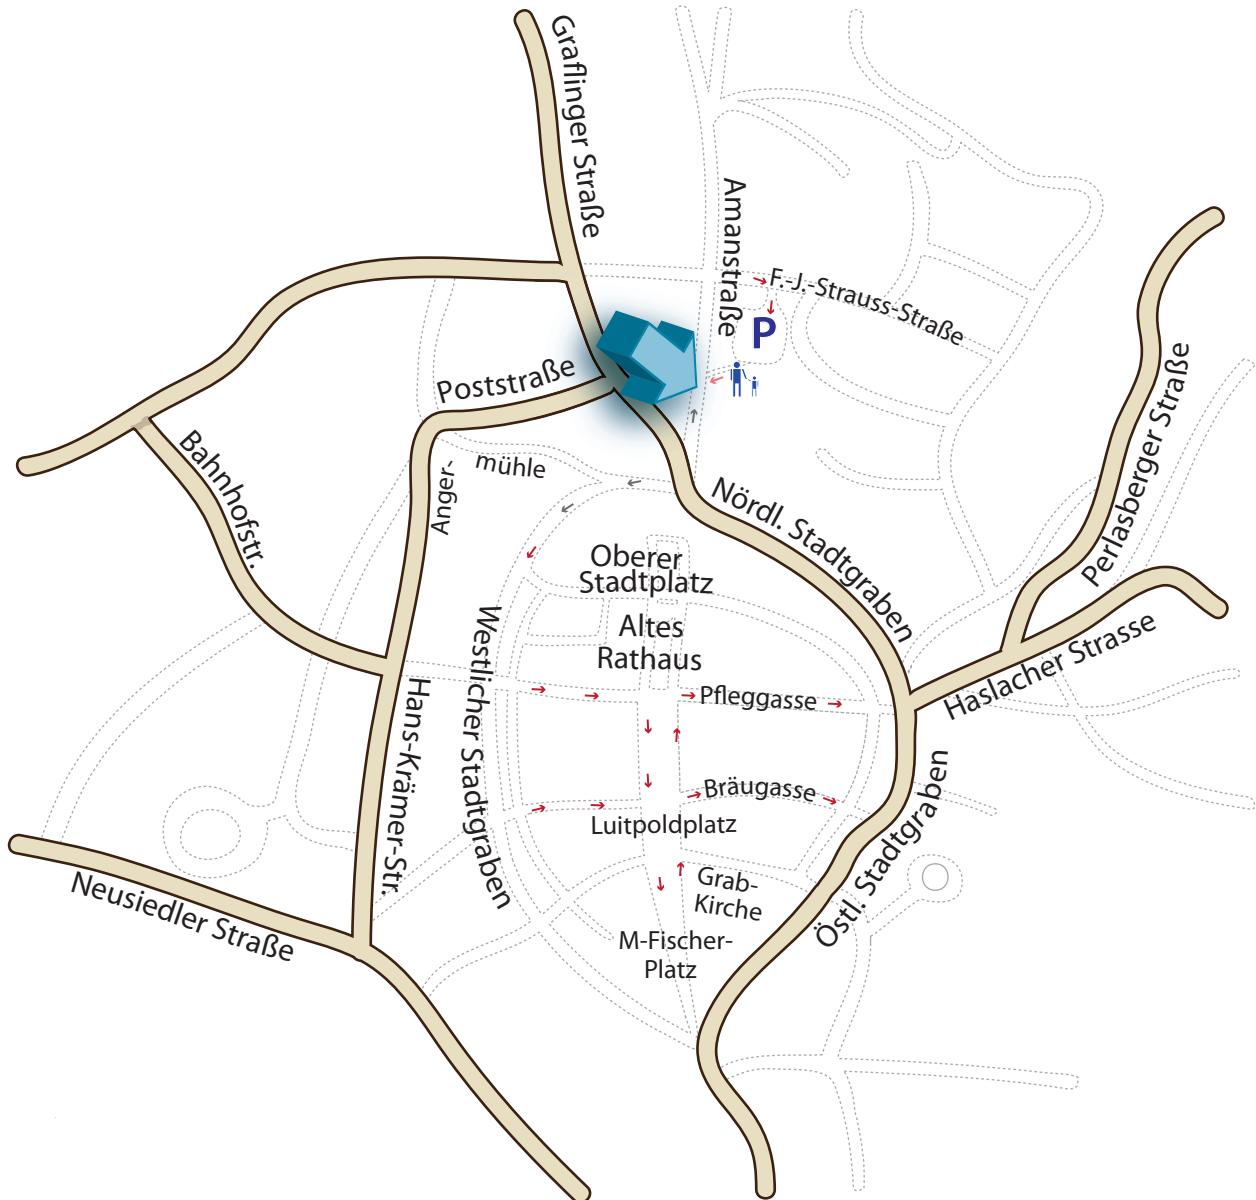 Graflinger Straße
Amanstraße
F.-J.-Strauss-Straße
P
Poststraße
Perlasberger Straße
Bahnhofstr.
Anger-
mühle
Nördl. Stadtgraben
Oberer
Stadtplatz
Altes
Rathaus
Westlicher Stadtgraben
Haslacher Strasse
Pfleggasse
Hans-Krämer-Str.
Bräugasse
Luitpoldplatz
Östl. Stadtgraben
Grab-
Kirche
Neusiedler Straße
M-Fischer-
Platz